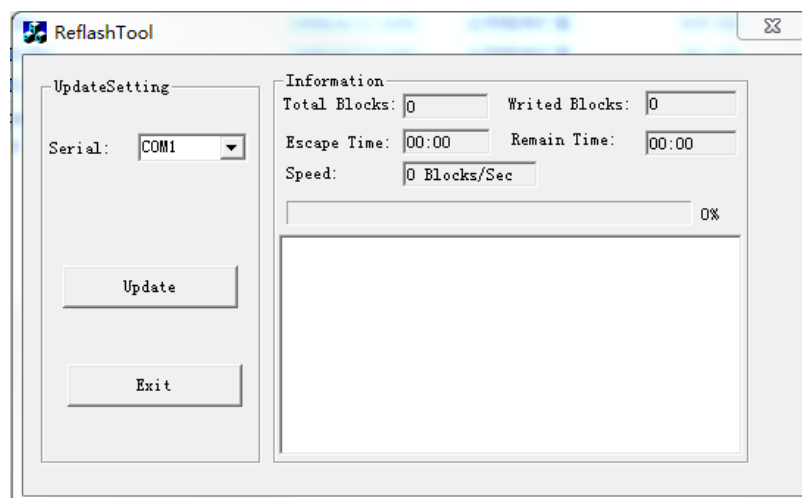 ReflashTool
UpdateSetting
Serial: COM1
Update
Exit
Information
Total Blocks: 0 Writed Blocks: 0
Escape Time: 00:00 Remain Time: 00:00
Speed: 0 Blocks/Sec
0%